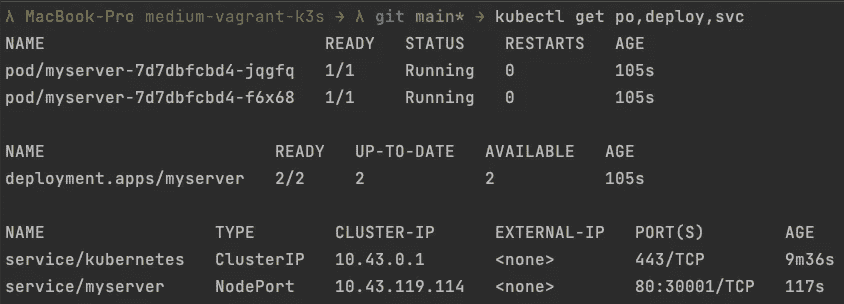 λ MacBook-Pro medium-vagrant-k3s → λ git main* → kubectl get po,deploy,svc
NAME READY STATUS RESTARTS AGE
pod/myserver-7d7dbfcbd4-jqgfq 1/1 Running 0 105s
pod/myserver-7d7dbfcbd4-f6x68 1/1 Running 0 105s
NAME READY UP-TO-DATE AVAILABLE AGE
deployment.apps/myserver 2/2 2 2 105s
NAME TYPE CLUSTER-IP EXTERNAL-IP PORT(S) AGE
service/kubernetes ClusterIP 10.43.0.1 <none> 443/TCP 9m36s
service/myserver NodePort 10.43.119.114 <none> 80:30001/TCP 117s